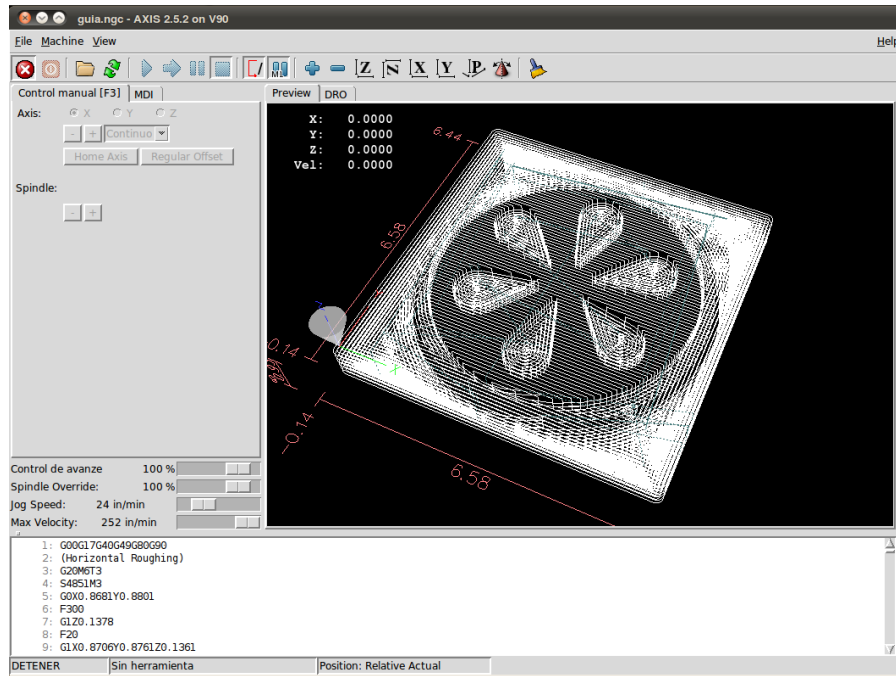 guia.ngc - AXIS 2.5.2 on V90
File Machine View Help
Z N X Y P
Control manual [F3] MDI
Preview DRO
Axis: X Y Z
- + Continuo
Home Axis Regular Offset
Spindle:
- +
X: 0.0000
Y: 0.0000
Z: 0.0000
Vel: 0.0000
6.44
6.58
-0.14
X
-0.14
6.58
Control de avanze 100 %
Spindle Override: 100 %
Jog Speed: 24 in/min
Max Velocity: 252 in/min
1: G00G17G40G49G80G90
2: (Horizontal Roughing)
3: G20M6T3
4: S4851M3
5: G0X0.8681Y0.8801
6: F300
7: G1Z0.1378
8: F20
9: G1X0.8706Y0.8761Z0.1361
DETENER Sin herramienta Position: Relative Actual